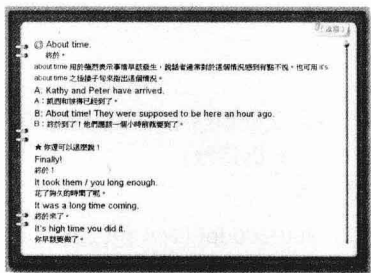 About time.
終於。
about time 用於強烈表示事情早該發生，說話者通常對於這個情況感到有點不悅。也可用 it's
about time 之後接子句來指出這個情況。
A: Kathy and Peter have arrived.
A：凱西和彼得已經到了。
B: About time! They were supposed to be here an hour ago.
B：終於到了！他們應該一個小時前就要到了。
★ 你還可以這麼說！
Finally!
終於！
It took them / you long enough.
花了夠久的時間了呢。
It was a long time coming.
終於來了。
It's high time you did it.
你早該要做了。